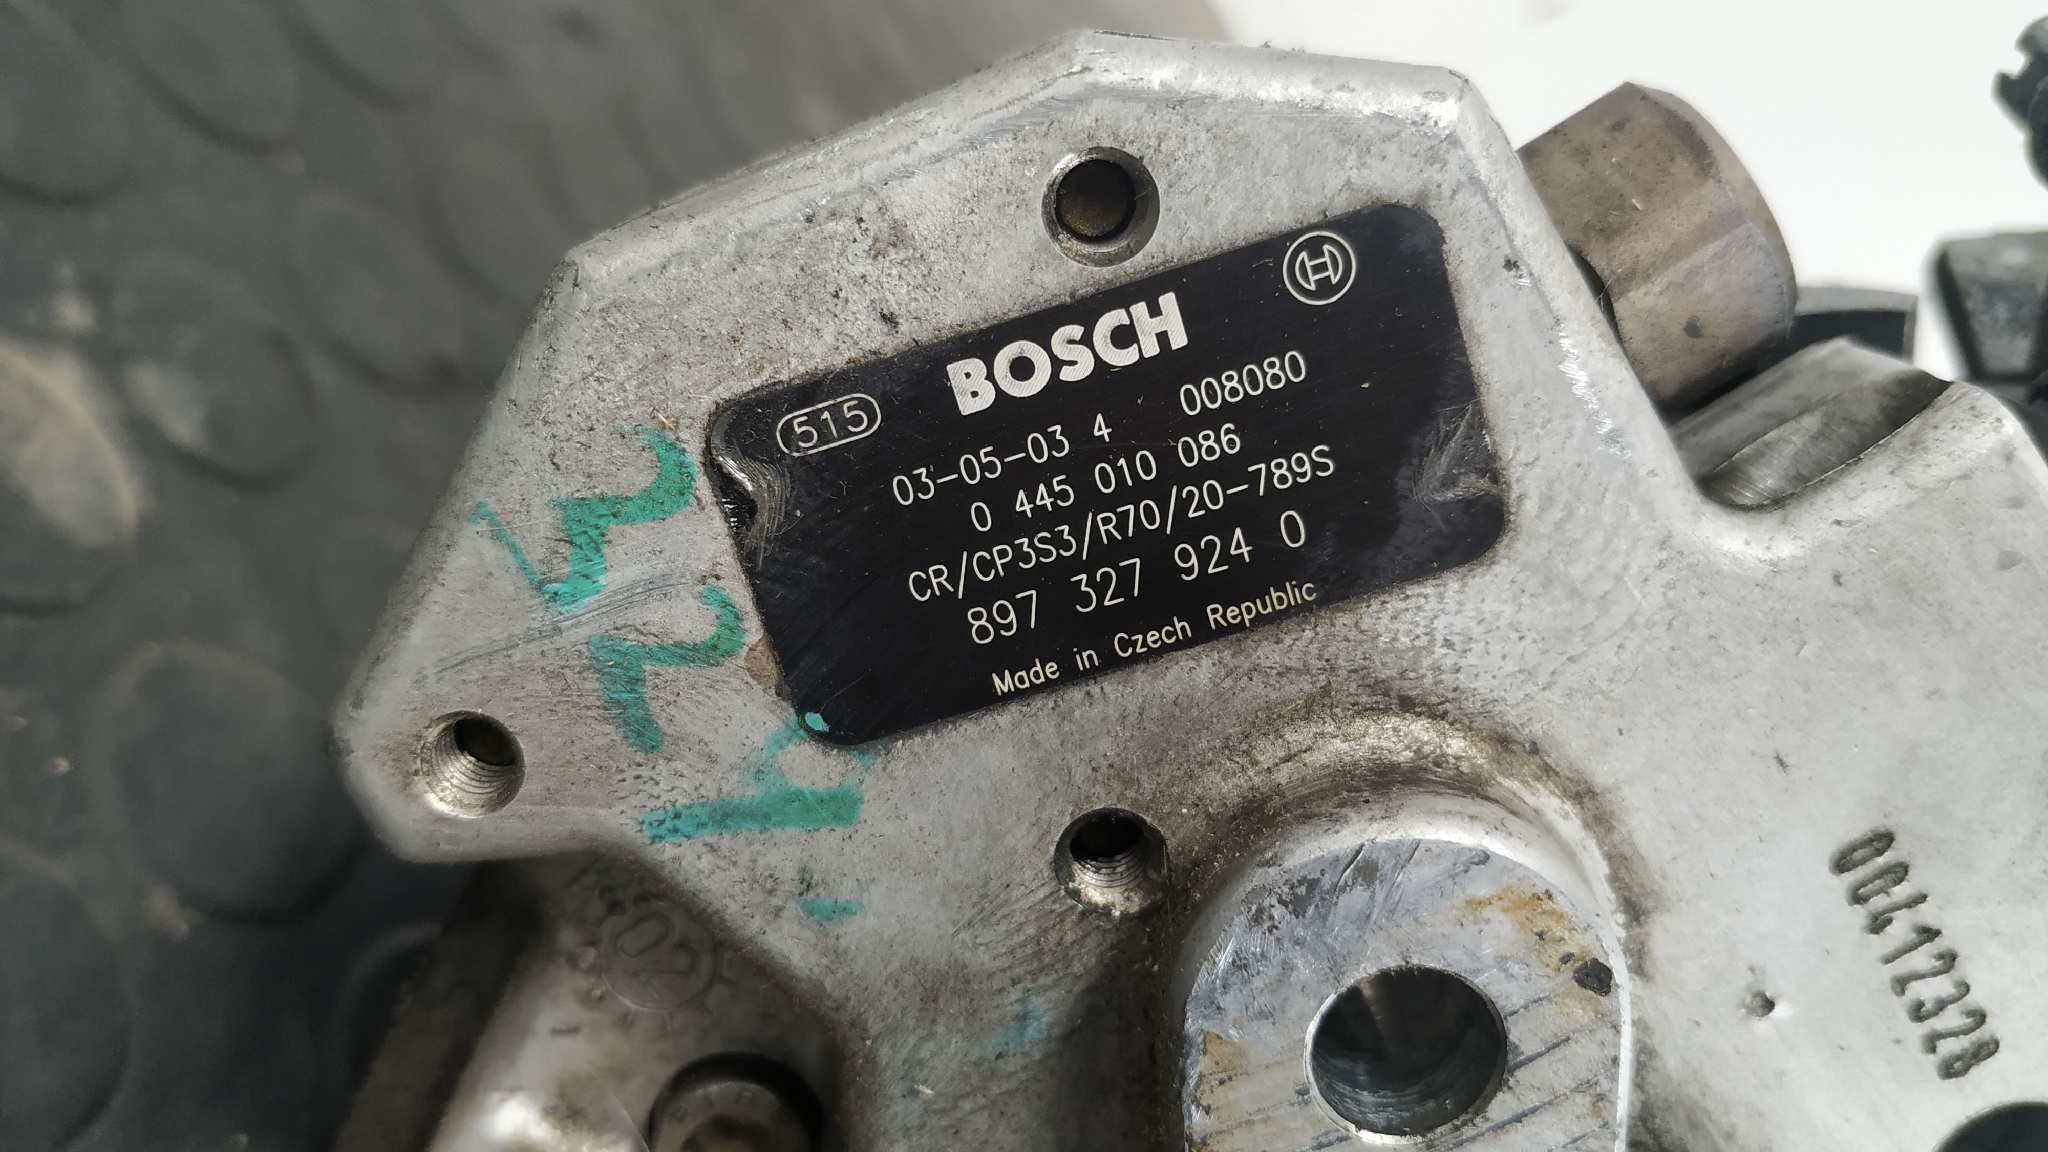 BOSCH
515
03-05-03 4 008080
0 445 010 086
CR/CP3S3/R70/20-789S
897 327 924 0
Made in Czech Republic
00412328